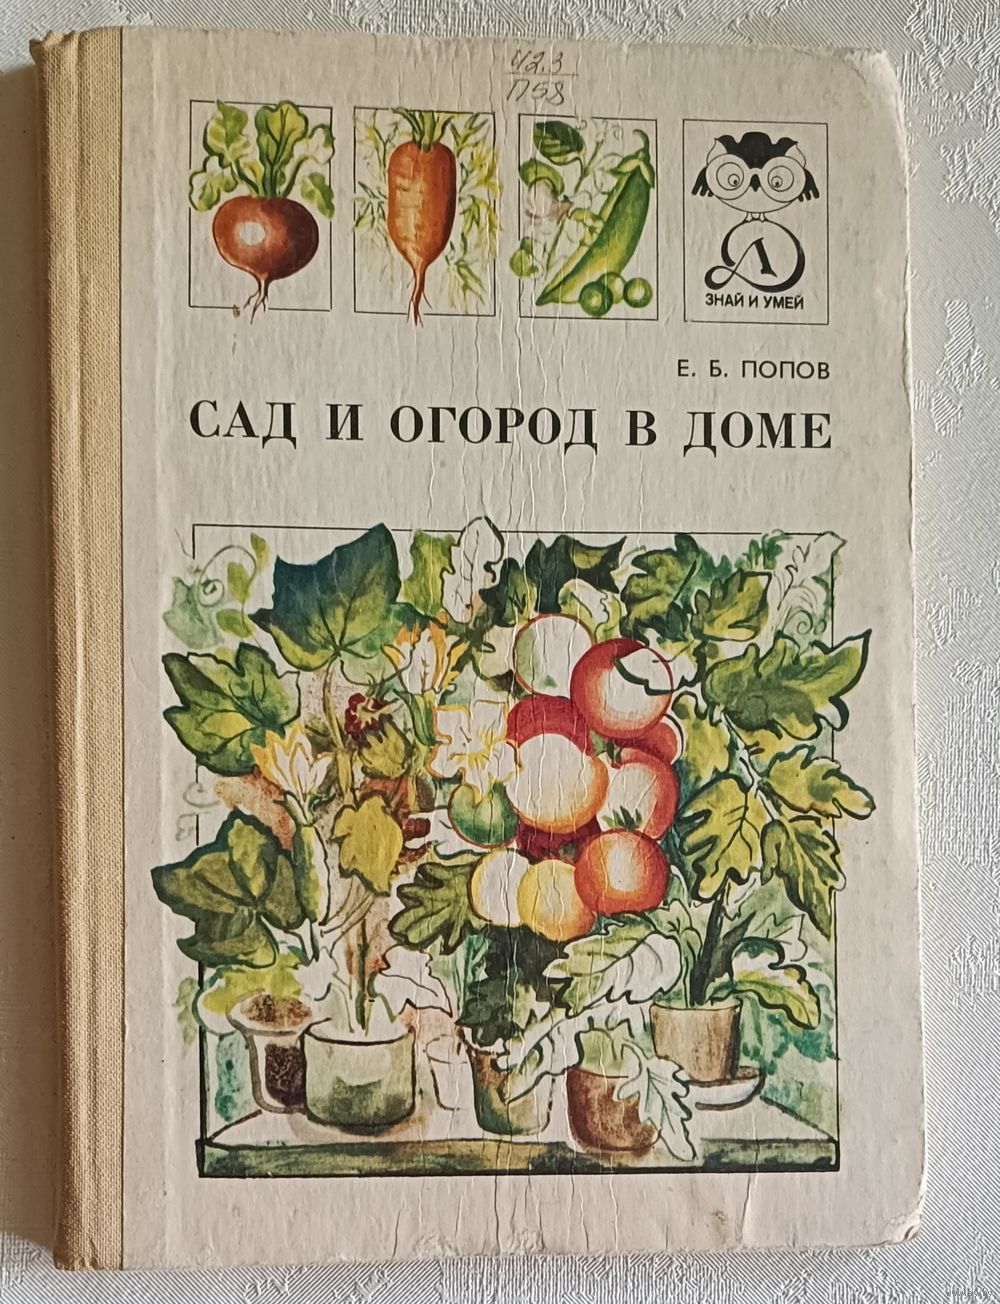 42.3
П58
ЗНАЙ И УМЕЙ
Е. Б. ПОПОВ
САД И ОГОРОД В ДОМЕ